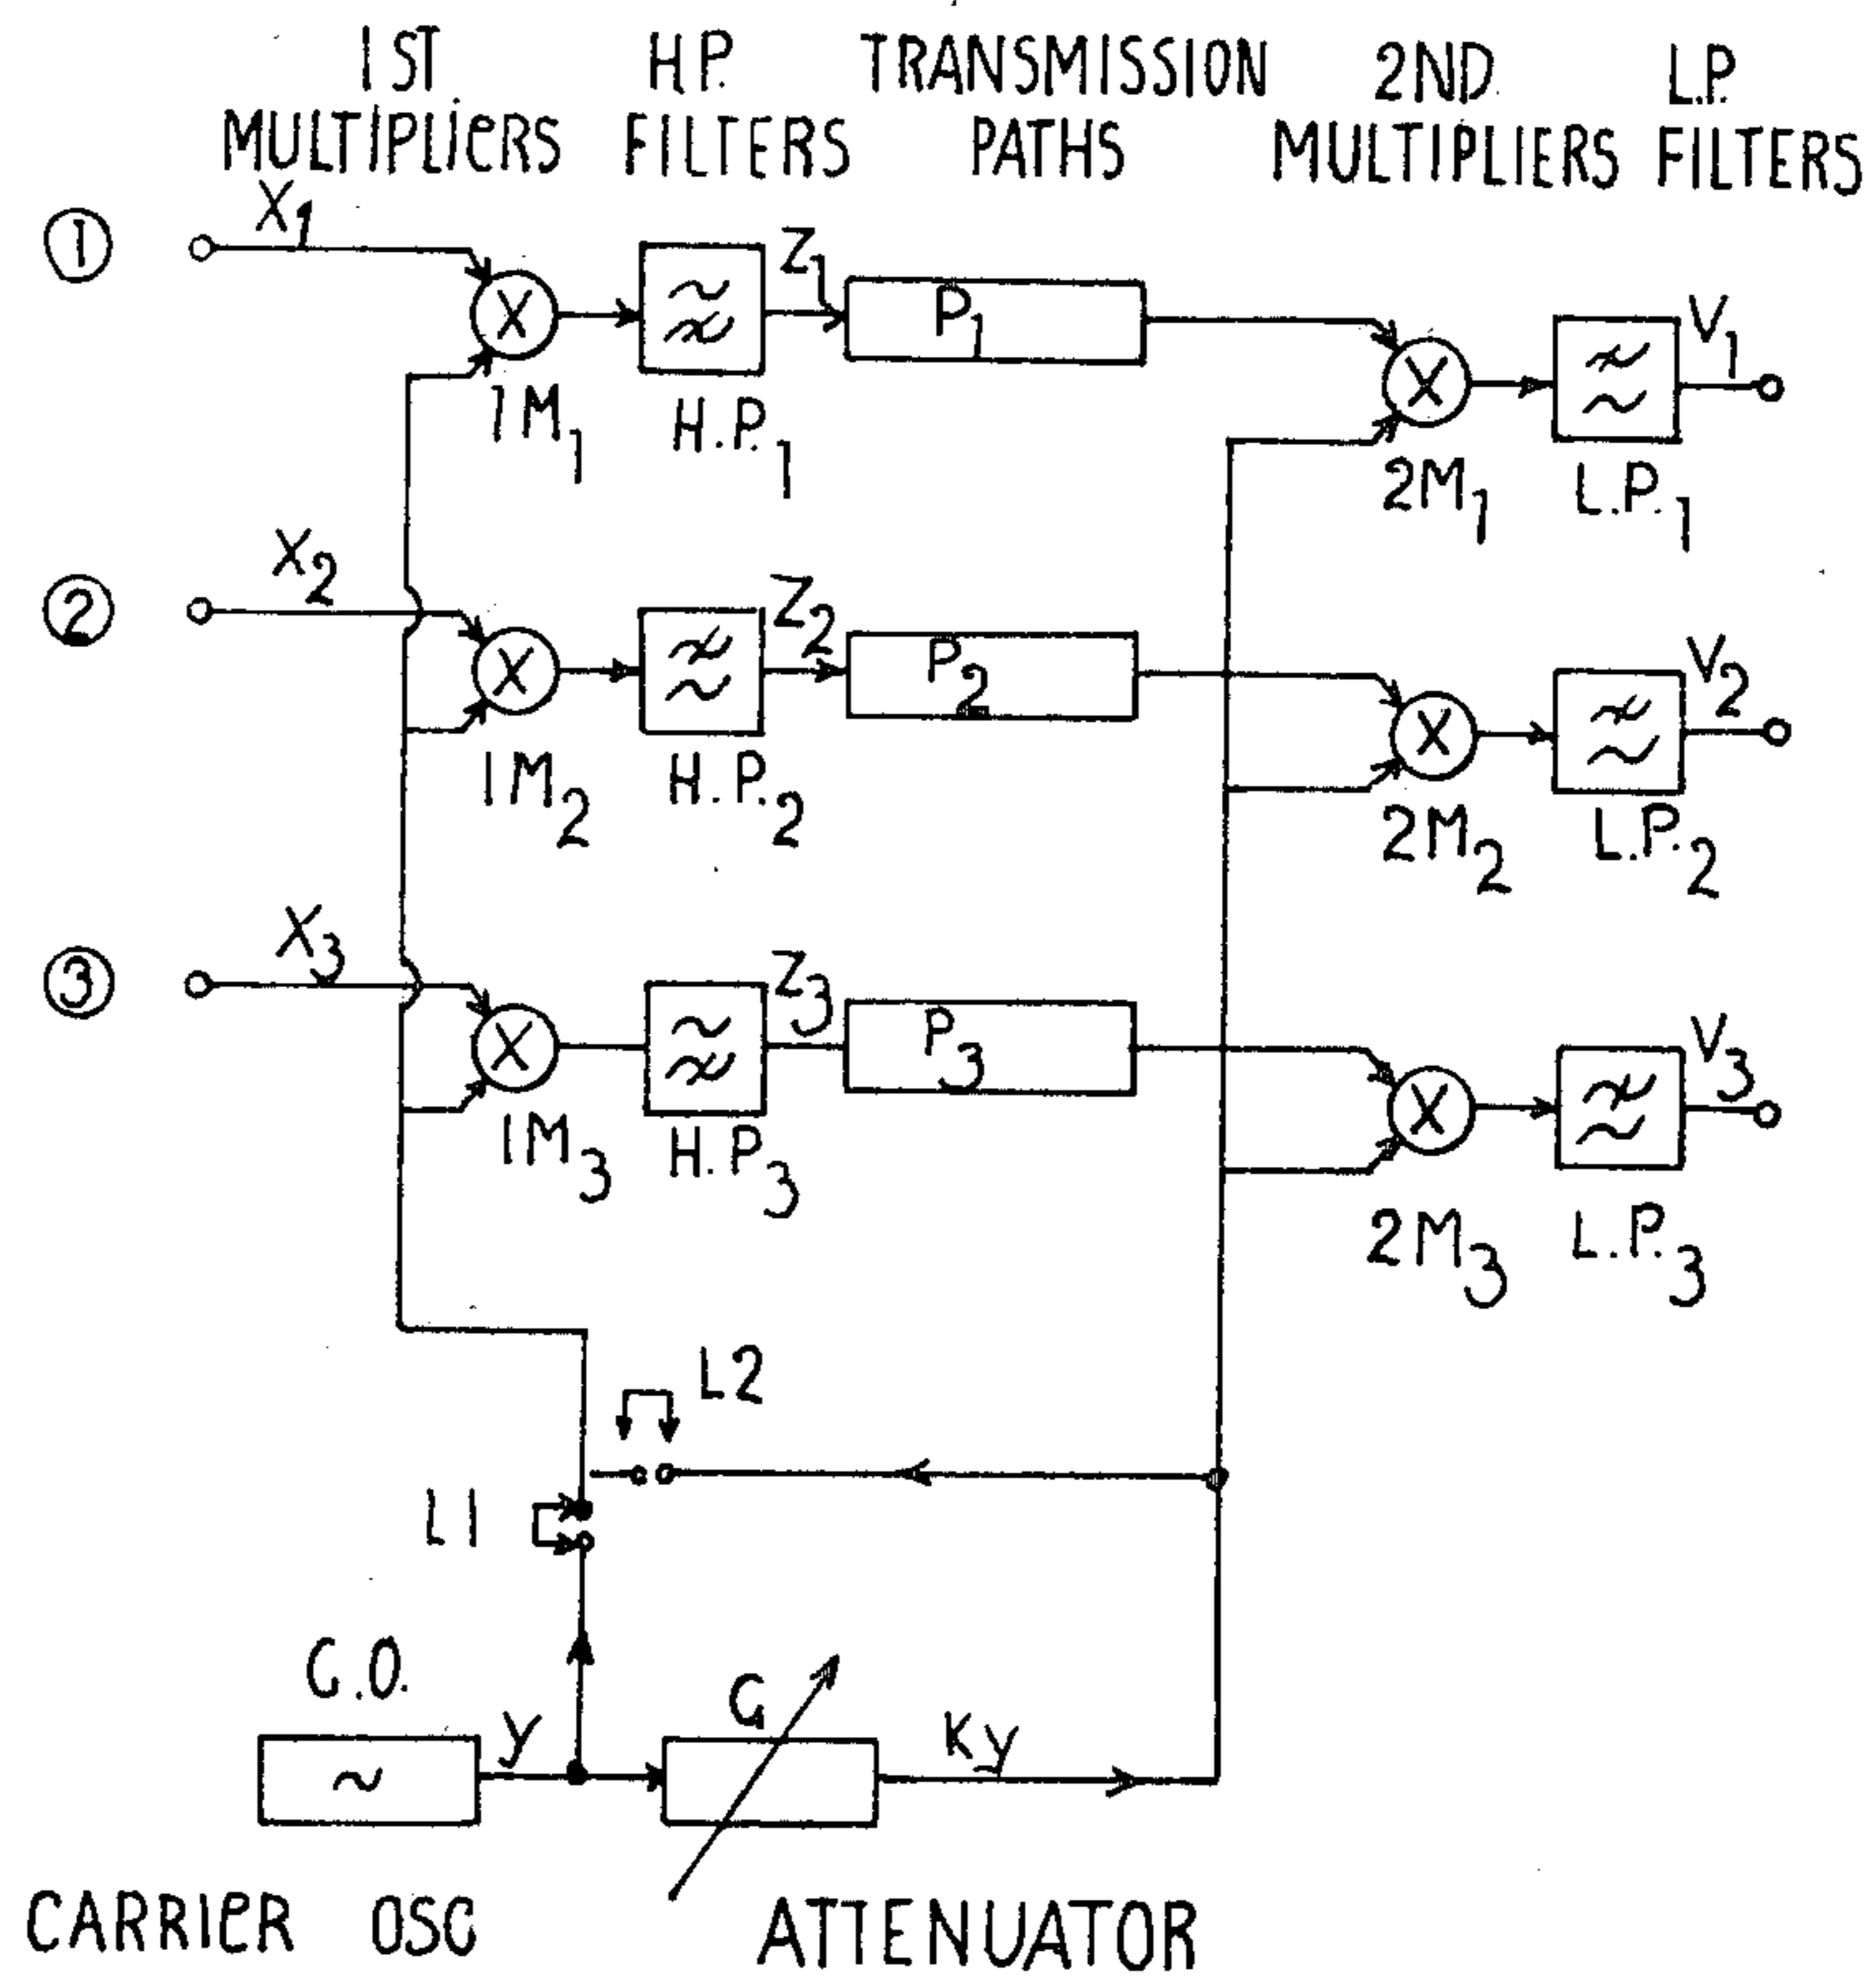 1ST MULTIPLIeRS
H.P. FILTERS
TRANSMISSION PATHS
2ND. MULTIPLIERS
L.P. FILTERS
1
X1
Z1
P1
V1
1M1
H.P.1
2M1
L.P.1
2
X2
Z2
P2
V2
1M2
H.P.2
2M2
L.P.2
3
X3
Z3
P3
V3
1M3
H.P3
2M3
L.P.3
L2
L1
C.O.
y
G
Ky
CARRIeR OSC
ATTENUATOR